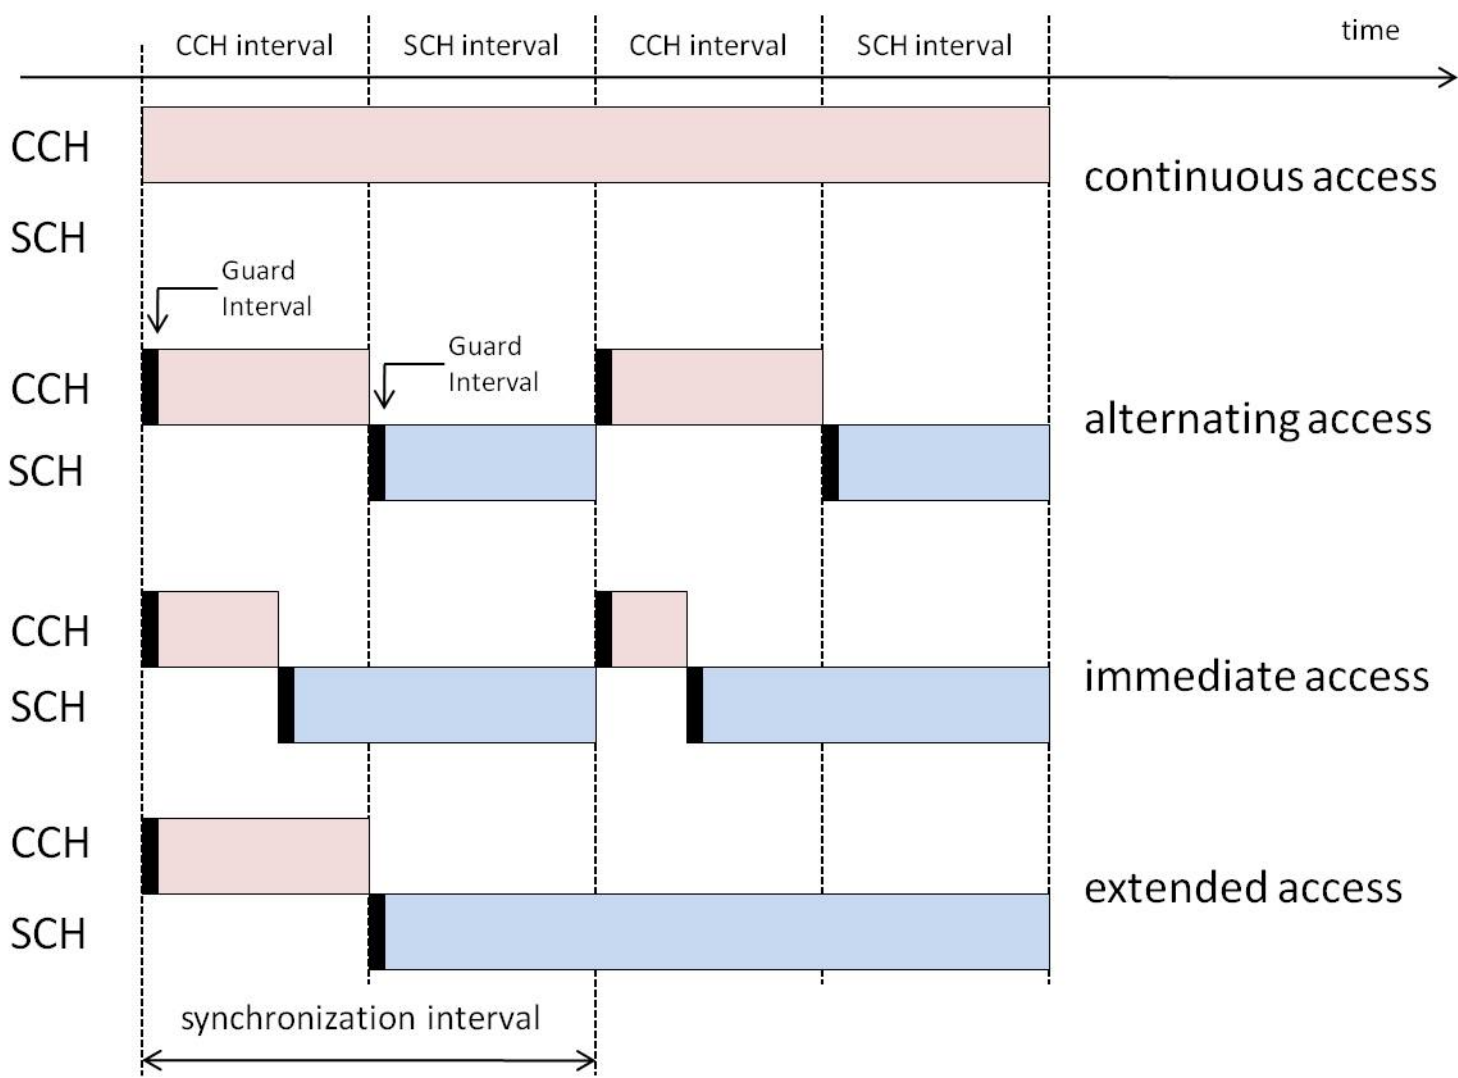 time
CCH interval
SCH interval
CCH interval
SCH interval
CCH
continuous access
SCH
Guard
Interval
Guard
Interval
CCH
alternating access
SCH
CCH
immediate access
SCH
CCH
extended access
SCH
synchronization interval